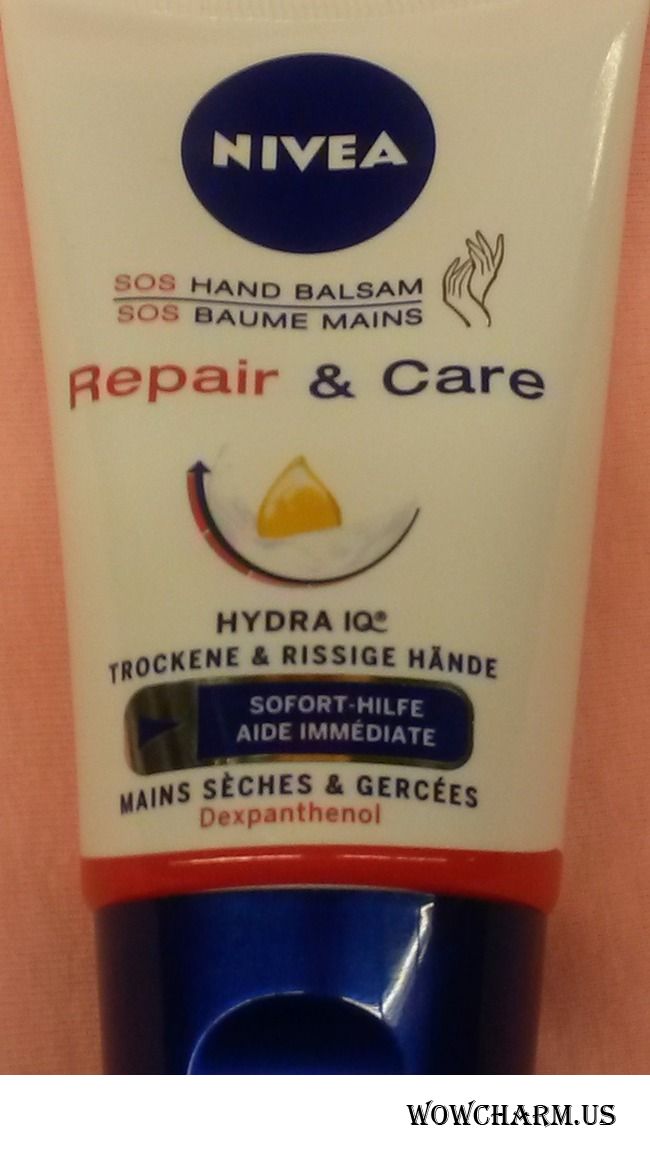 NIVEA
SOS HAND BALSAM
SOS BAUME MAINS
Repair & Care
HYDRA IQ®
TROCKENE & RISSIGE HÄNDE
SOFORT-HILFE
AIDE IMMÉDIATE
MAINS SÈCHES & GERCÉES
Dexpanthenol
WOWCHARM.US